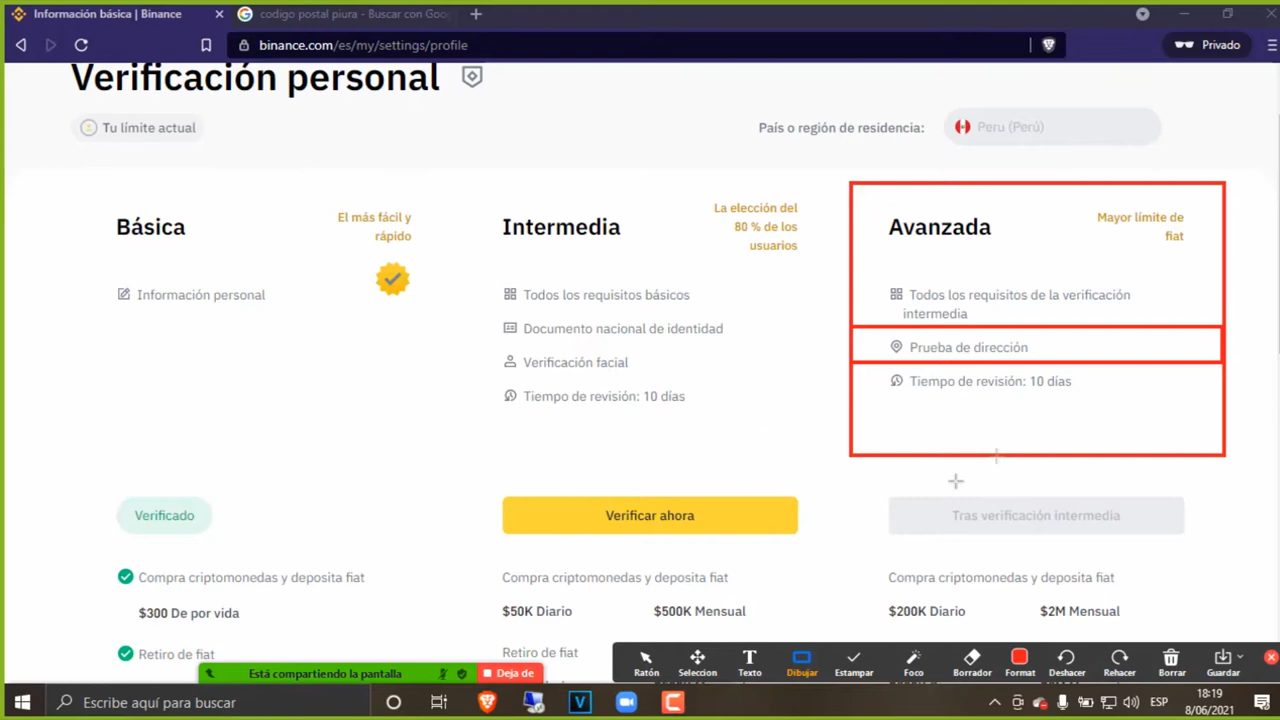 Información básica | Binance
codigo postal piura - Buscar con Goo
binance.com/es/my/settings/profile
Privado
Verificación personal
Tu límite actual
País o región de residencia:
Peru (Perú)
Básica
El más fácil y
rápido
Información personal
Intermedia
La elección del
80 % de los
usuarios
Todos los requisitos básicos
Documento nacional de identidad
Verificación facial
Tiempo de revisión: 10 días
Avanzada
Mayor límite de
fiat
Todos los requisitos de la verificación
intermedia
Prueba de dirección
Tiempo de revisión: 10 días
Verificado
Verificar ahora
Tras verificación intermedia
Compra criptomonedas y deposita fiat
$300 De por vida
Retiro de fiat
Compra criptomonedas y deposita fiat
$50K Diario
$500K Mensual
Retiro de fiat
Compra criptomonedas y deposita fiat
$200K Diario
$2M Mensual
Está compartiendo la pantalla
Deja de
Ratón
Seleccion
Texto
Dibujar
Estampar
Foco
Borrador
Format
Deshacer
Rehacer
Borrar
Guardar
Escribe aquí para buscar
ESP
18:19
8/06/2021